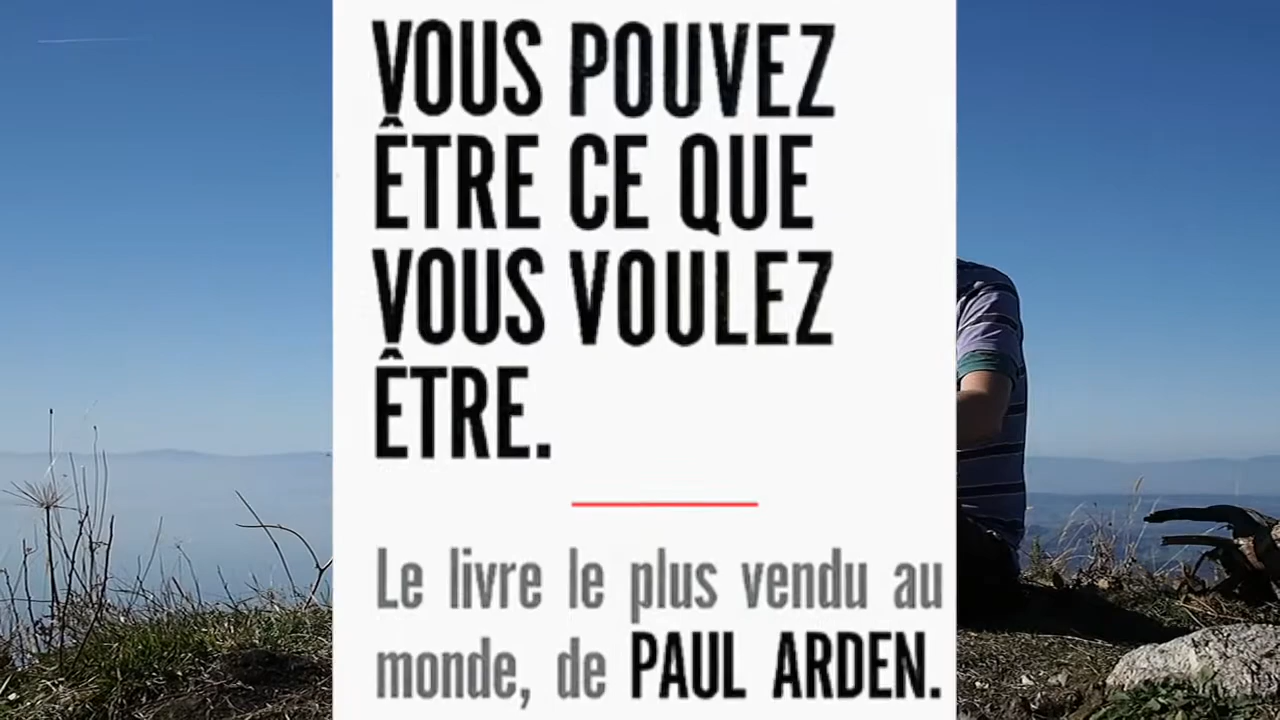 VOUS POUVEZ
ÊTRE CE QUE
VOUS VOULEZ
ÊTRE.
Le livre le plus vendu au
monde, de PAUL ARDEN.